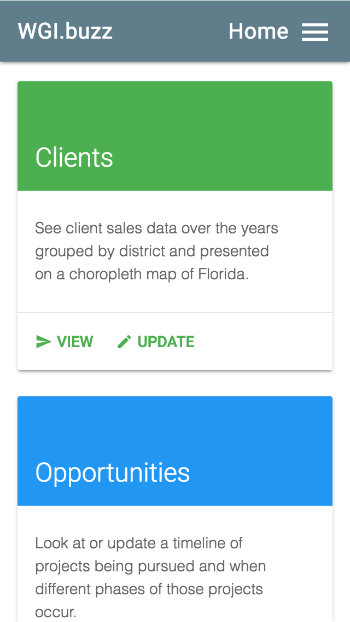 WGI.buzz Home
Clients
See client sales data over the years
grouped by district and presented
on a choropleth map of Florida.
VIEW UPDATE
Opportunities
Look at or update a timeline of
projects being pursued and when
different phases of those projects
occur.